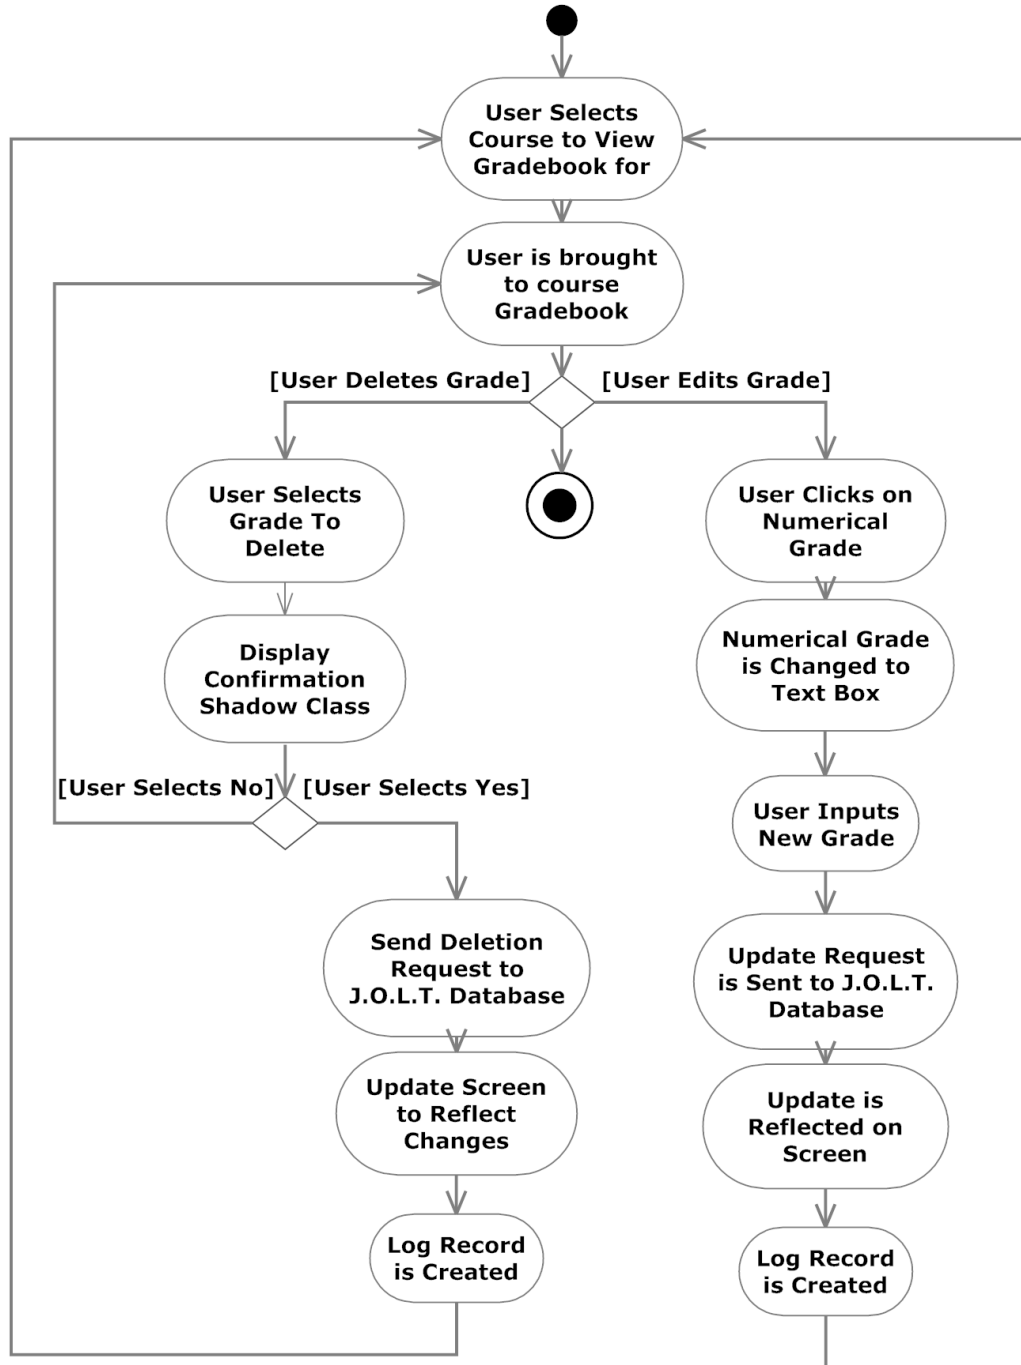 User Selects
Course to View
Gradebook for
User is brought
to course
Gradebook
[User Deletes Grade]
[User Edits Grade]
User Selects
Grade To
Delete
User Clicks on
Numerical
Grade
Display
Confirmation
Shadow Class
Numerical Grade
is Changed to
Text Box
[User Selects No]
[User Selects Yes]
User Inputs
New Grade
Send Deletion
Request to
J.O.L.T. Database
Update Request
is Sent to J.O.L.T.
Database
Update Screen
to Reflect
Changes
Update is
Reflected on
Screen
Log Record
is Created
Log Record
is Created